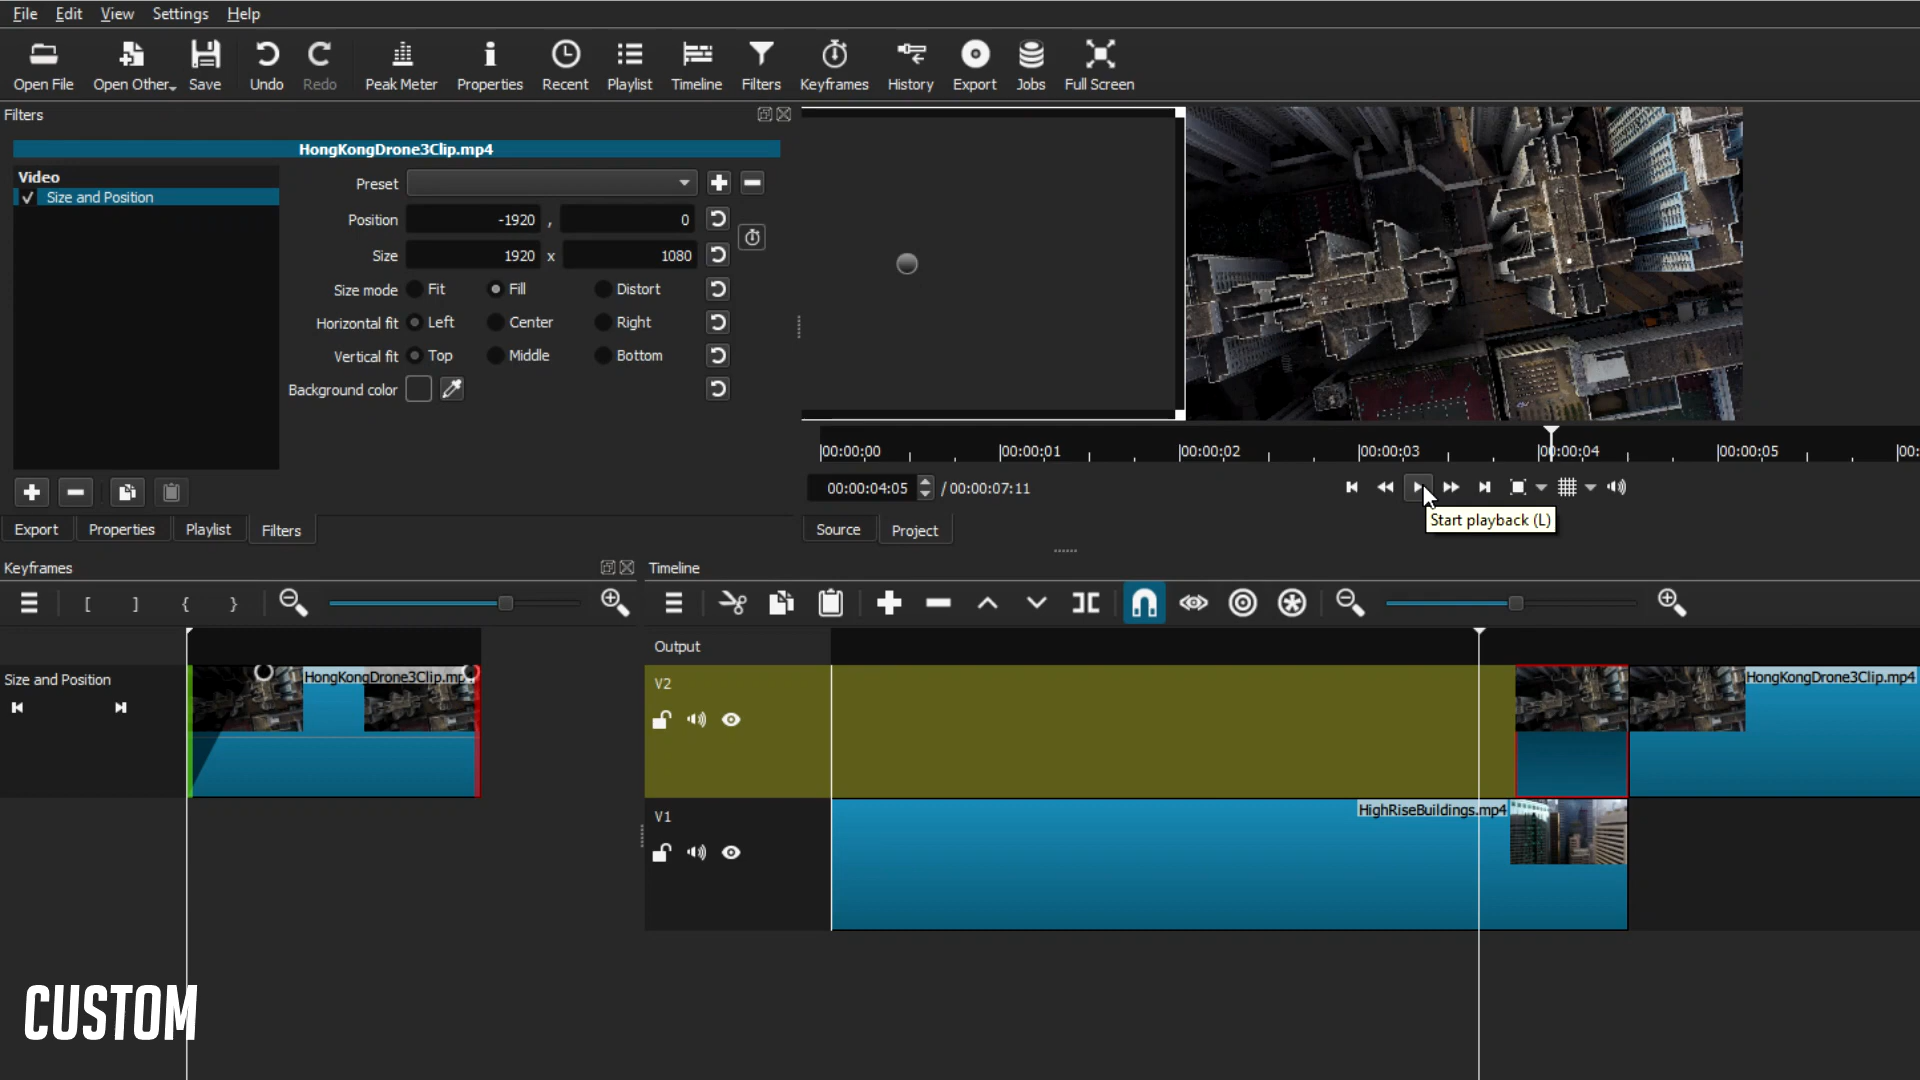 File Edit View Settings Help
Open File Open Other Save Undo Redo Peak Meter Properties Recent Playlist Timeline Filters Keyframes History Export Jobs Full Screen
Filters
HongKongDrone3Clip.mp4
Video
✓ Size and Position
Preset
Position -1920 , 0
Size 1920 x 1080
Size mode Fit Fill Distort
Horizontal fit Left Center Right
Vertical fit Top Middle Bottom
Background color
00:00:00 00:00:01 00:00:02 00:00:03 00:00:04 00:00:05 00:
00:00:04:05 / 00:00:07:11
Start playback (L)
Export Properties Playlist Filters
Source Project
Keyframes
Timeline
Output
Size and Position
HongKongDrone3Clip.mp...
V2
HongKongDrone3Clip.mp4
V1
HighRiseBuildings.mp4
CUSTOM